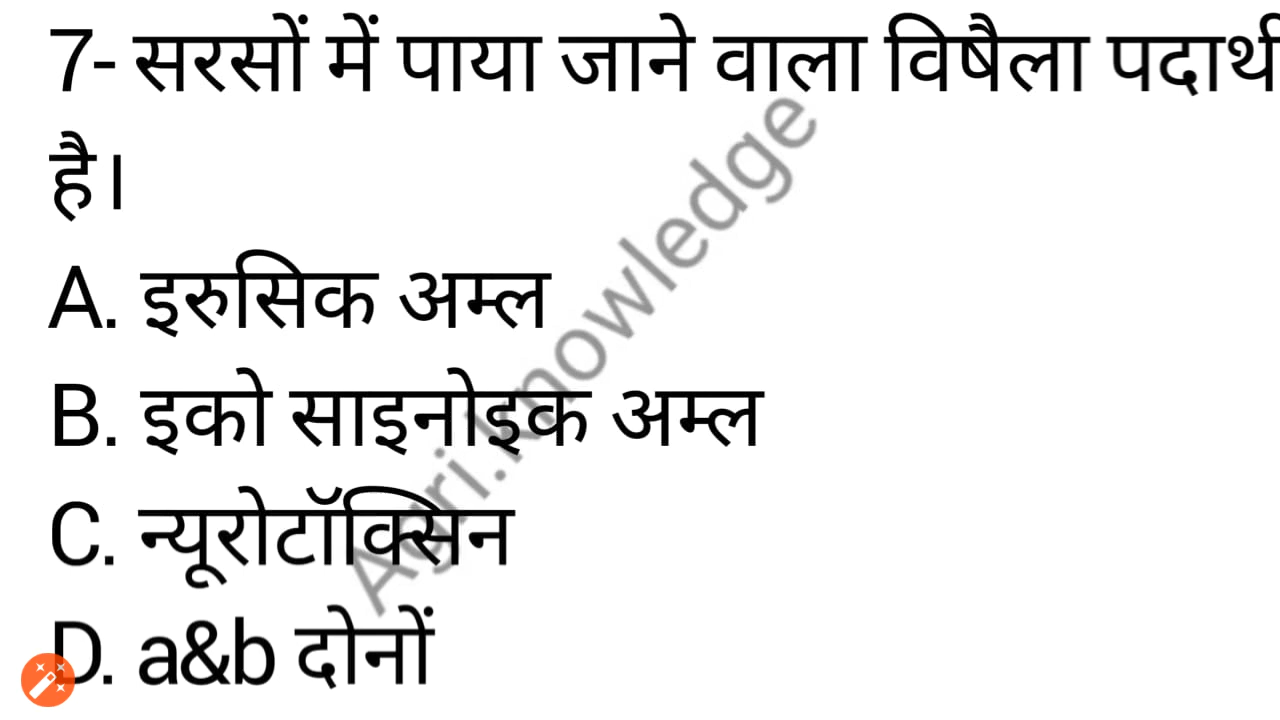 7- सरसों में पाया जाने वाला विषैला पदार्थ
है।
A. इरुसिक अम्ल
B. इको साइनोइक अम्ल
C. न्यूरोटॉक्सिन
D. a&b दोनों
Agri.knowledge